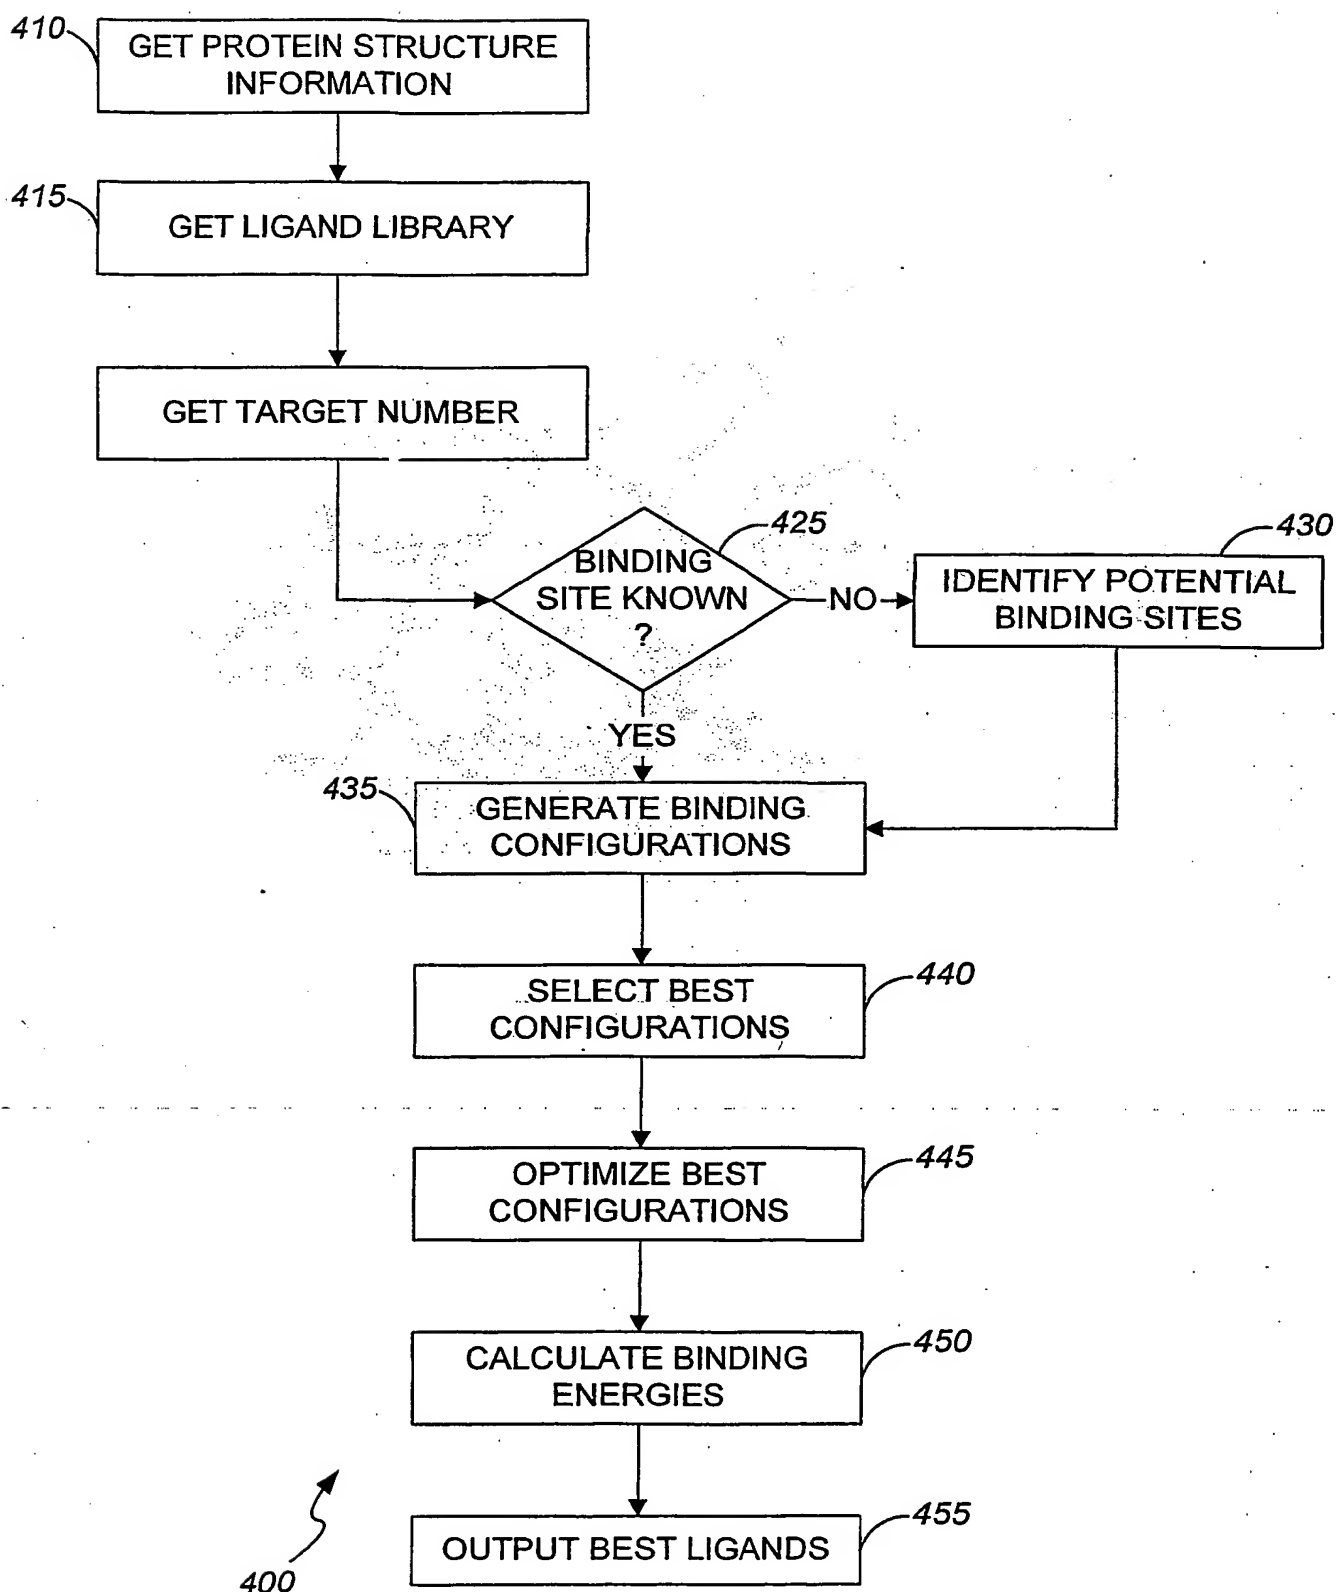 410
GET PROTEIN STRUCTURE
INFORMATION
415
GET LIGAND LIBRARY
GET TARGET NUMBER
425
BINDING
SITE KNOWN
?
NO
430
IDENTIFY POTENTIAL
BINDING SITES
YES
435
GENERATE BINDING
CONFIGURATIONS
440
SELECT BEST
CONFIGURATIONS
445
OPTIMIZE BEST
CONFIGURATIONS
450
CALCULATE BINDING
ENERGIES
455
OUTPUT BEST LIGANDS
400